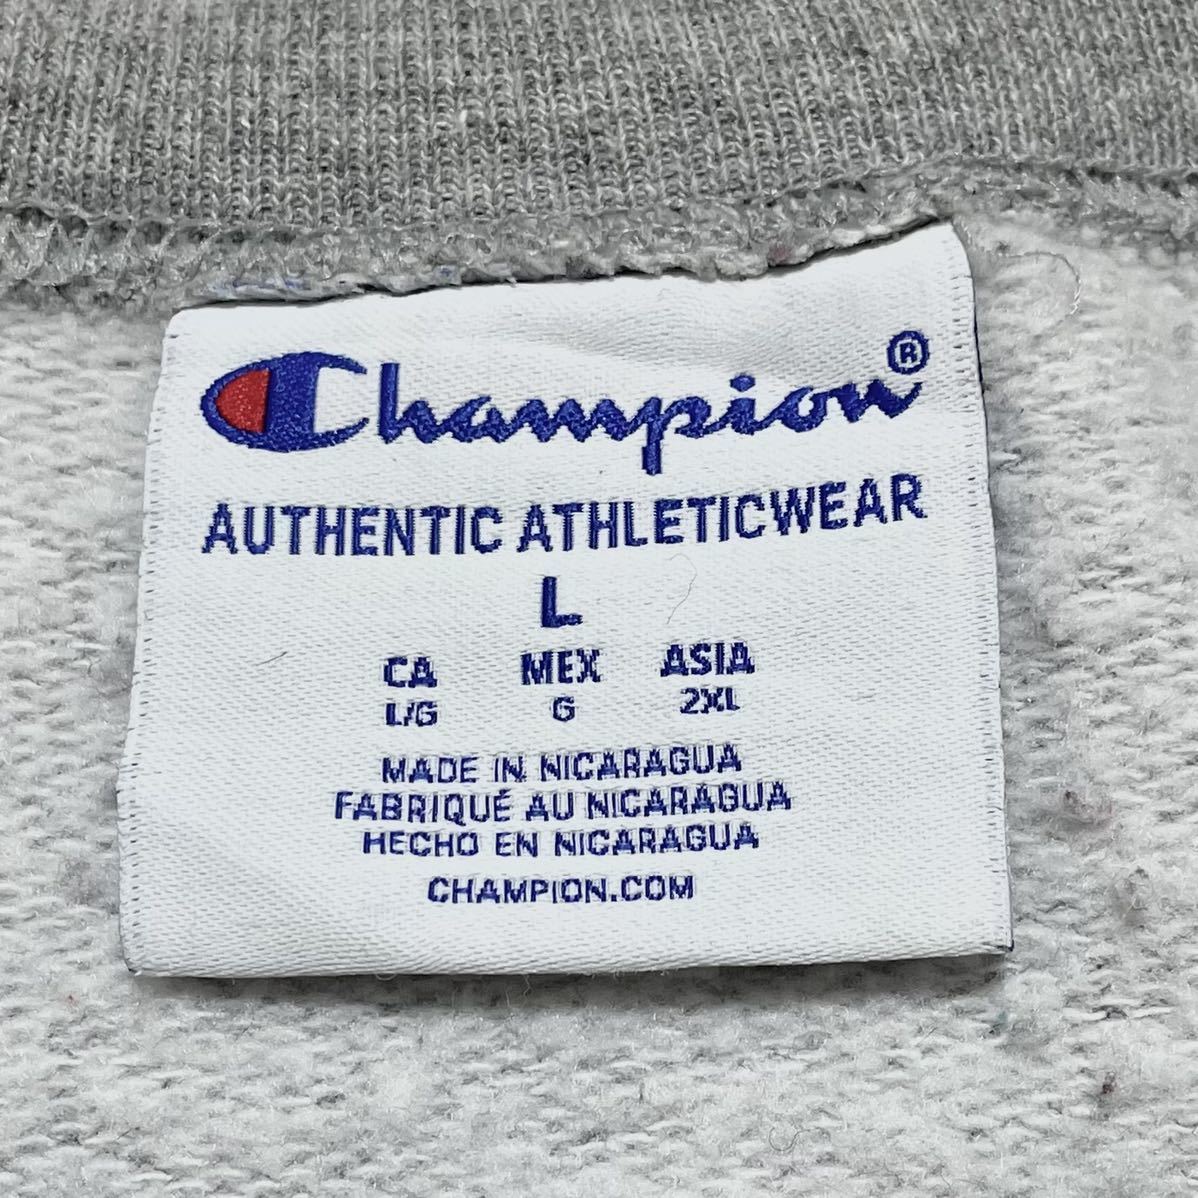 Champion®
AUTHENTIC ATHLETICWEAR
L
CA MEX ASIA
L/G G 2XL
MADE IN NICARAGUA
FABRIQUÉ AU NICARAGUA
HECHO EN NICARAGUA
CHAMPION.COM